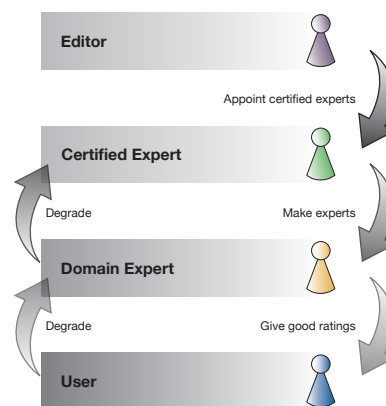 Editor
Appoint certified experts
Certified Expert
Degrade
Make experts
Domain Expert
Degrade
Give good ratings
User